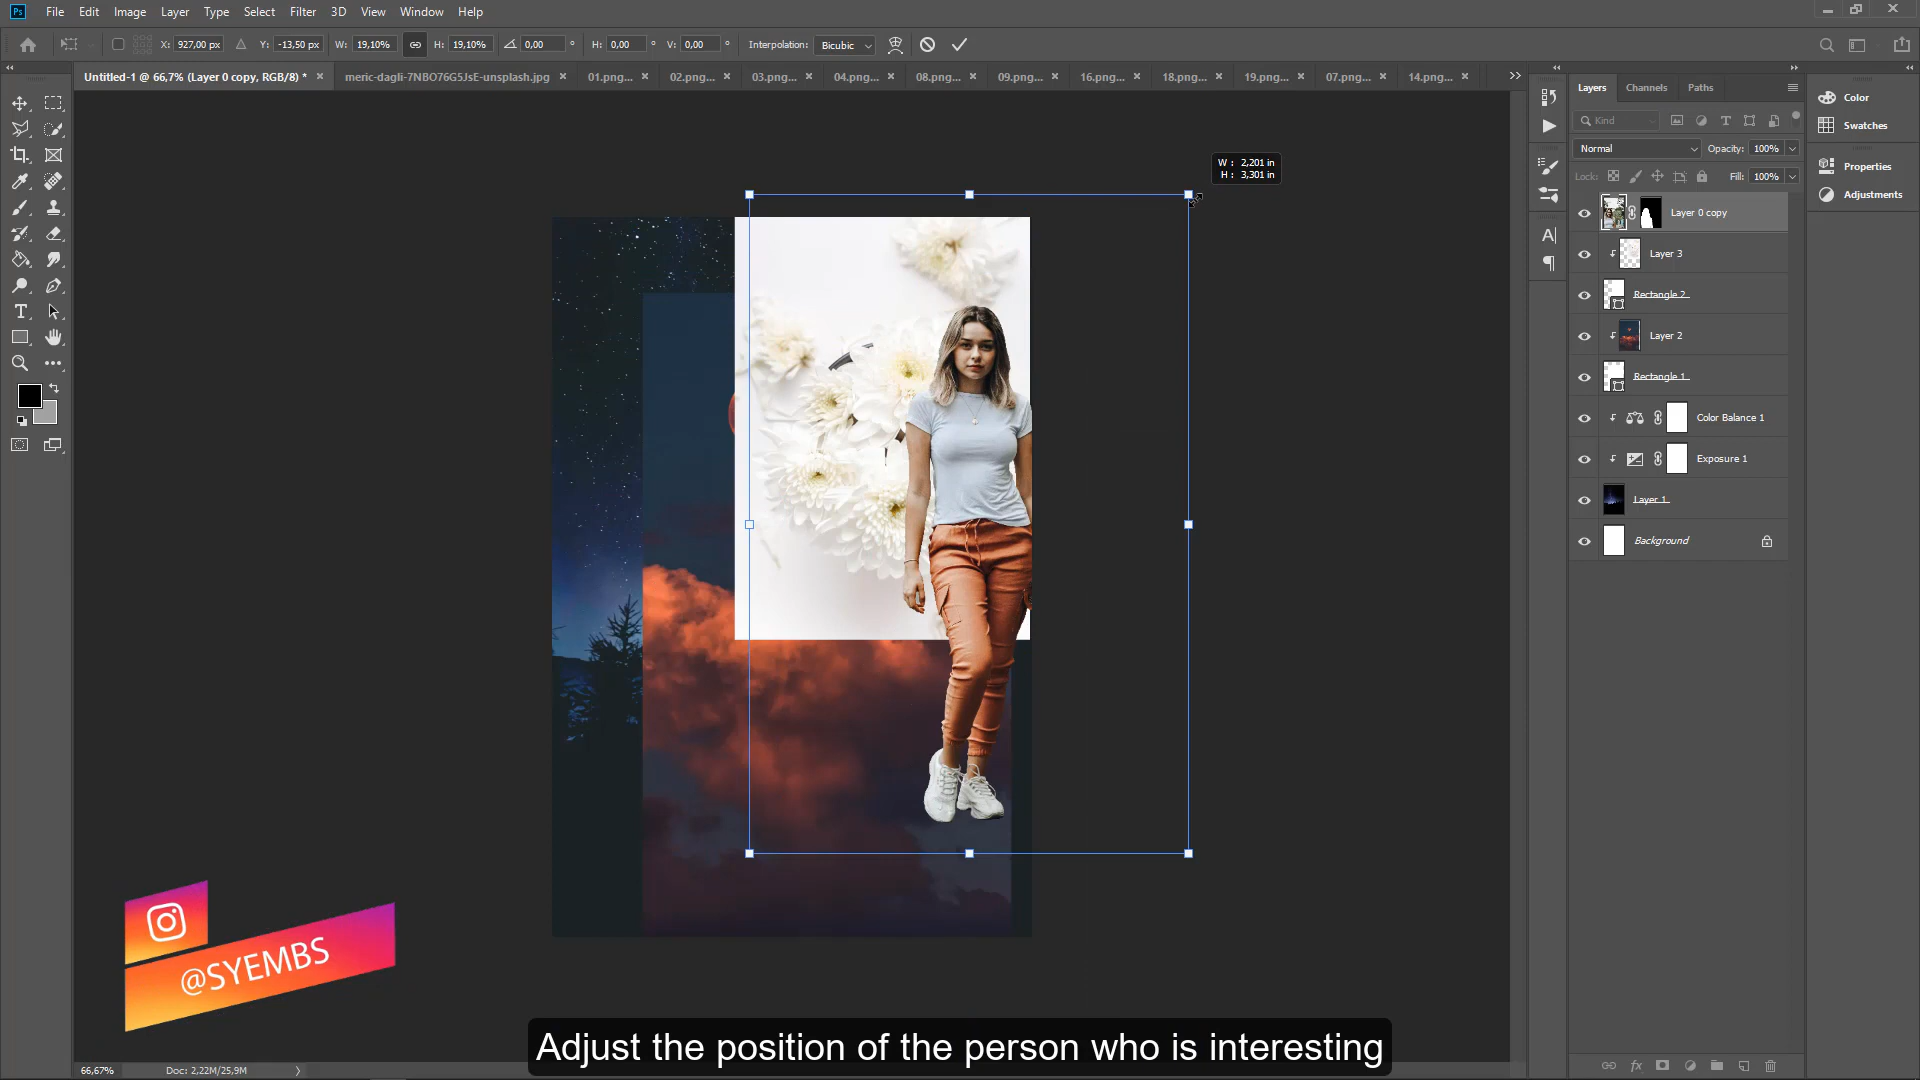 Ps File Edit Image Layer Type Select Filter 3D View Window Help
X: 927,00 px Y: -13,50 px W: 19,10% H: 19,10% 0,00 ° H: 0,00 ° V: 0,00 ° Interpolation: Bicubic
Untitled-1 @ 66,7% (Layer 0 copy, RGB/8) * × meric-dagli-7NBO76G5JsE-unsplash.jpg × 01.png... × 02.png... × 03.png... × 04.png... × 08.png... × 09.png... × 16.png... × 18.png... × 19.png... × 07.png... × 14.png... ×
Layers Channels Paths
Color
Swatches
Properties
Adjustments
Kind
Normal Opacity: 100%
Lock: Fill: 100%
Layer 0 copy
Layer 3
Rectangle 2
Layer 2
Rectangle 1
Color Balance 1
Exposure 1
Layer 1
Background
W : 2,201 in
H : 3,301 in
@SYEMBS
Adjust the position of the person who is interesting
66,67% Doc: 2,22M/25,9M